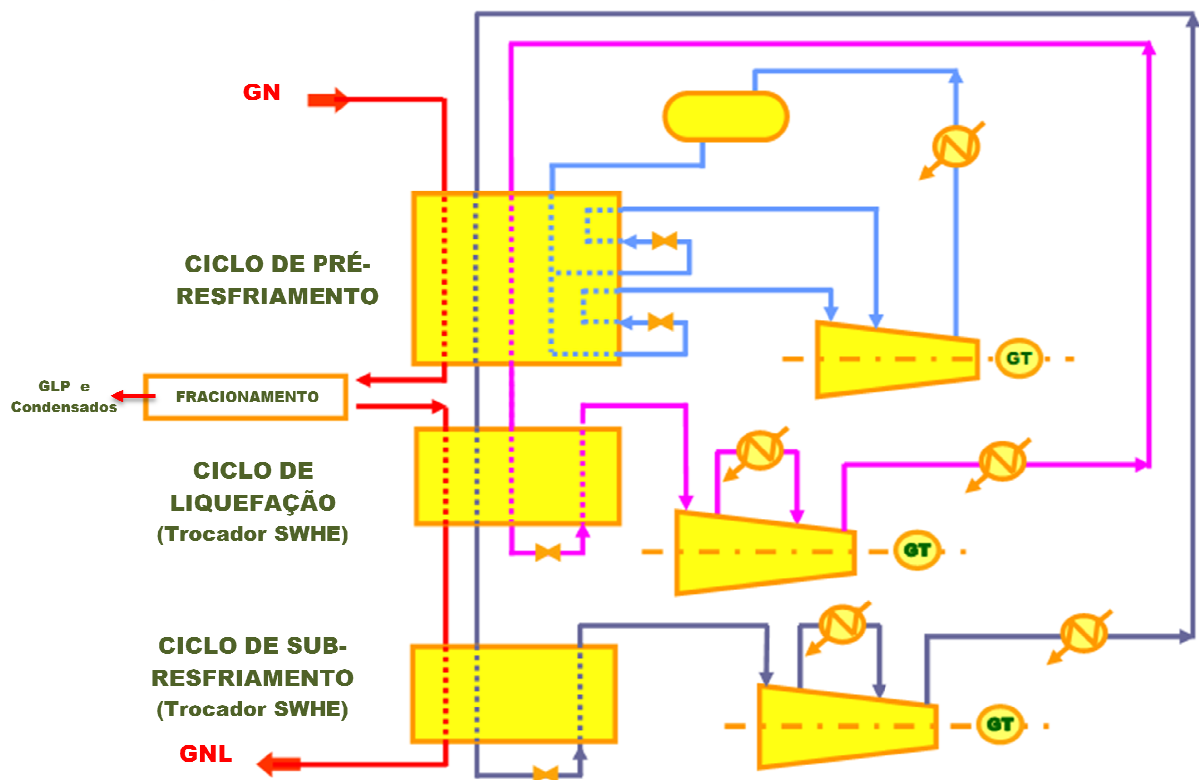 GN
CICLO DE PRÉ-
RESFRIAMENTO
GT
GLP e
Condensados
FRACIONAMENTO
CICLO DE
LIQUEFAÇÃO
(Trocador SWHE)
GT
CICLO DE SUB-
RESFRIAMENTO
(Trocador SWHE)
GT
GNL